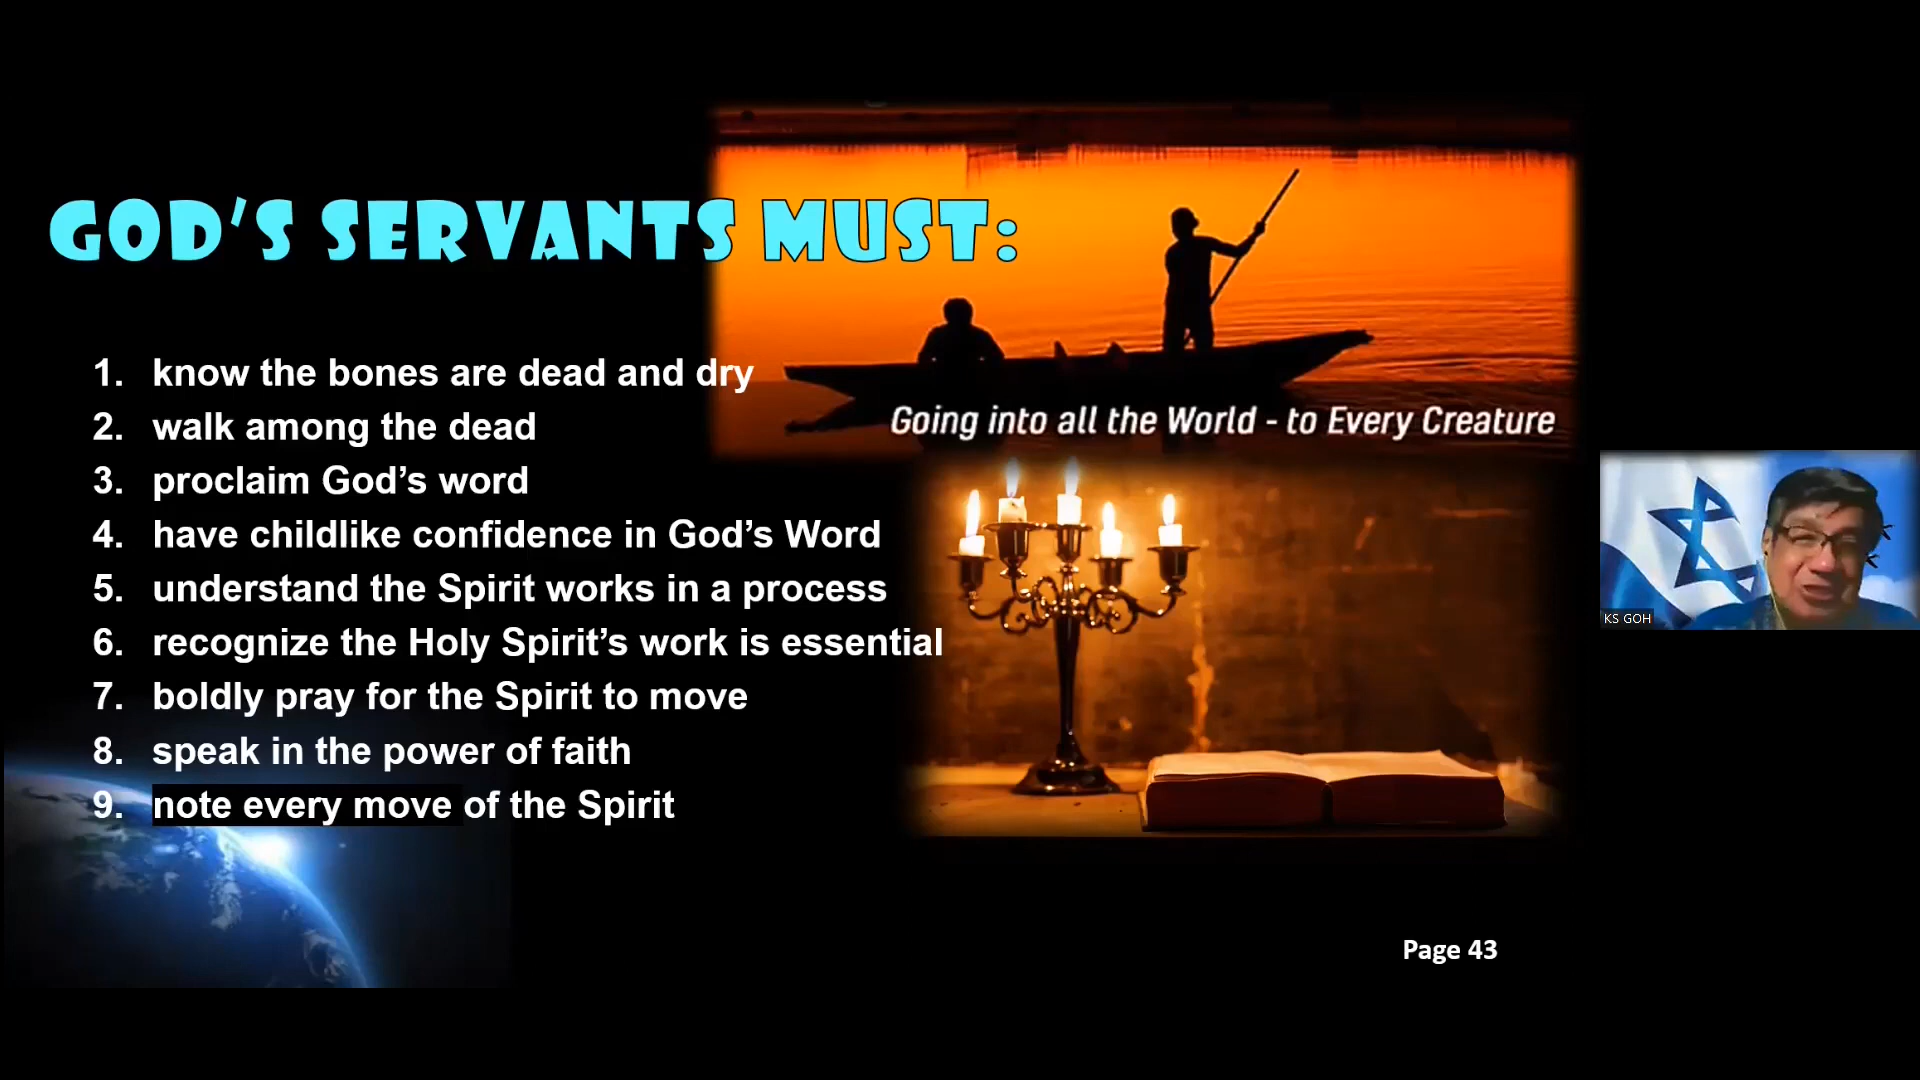 GOD'S SERVANTS MUST:
1. know the bones are dead and dry
2. walk among the dead
3. proclaim God's word
4. have childlike confidence in God's Word
5. understand the Spirit works in a process
6. recognize the Holy Spirit's work is essential
7. boldly pray for the Spirit to move
8. speak in the power of faith
9. note every move of the Spirit
Going into all the World - to Every Creature
KS GOH
Page 43